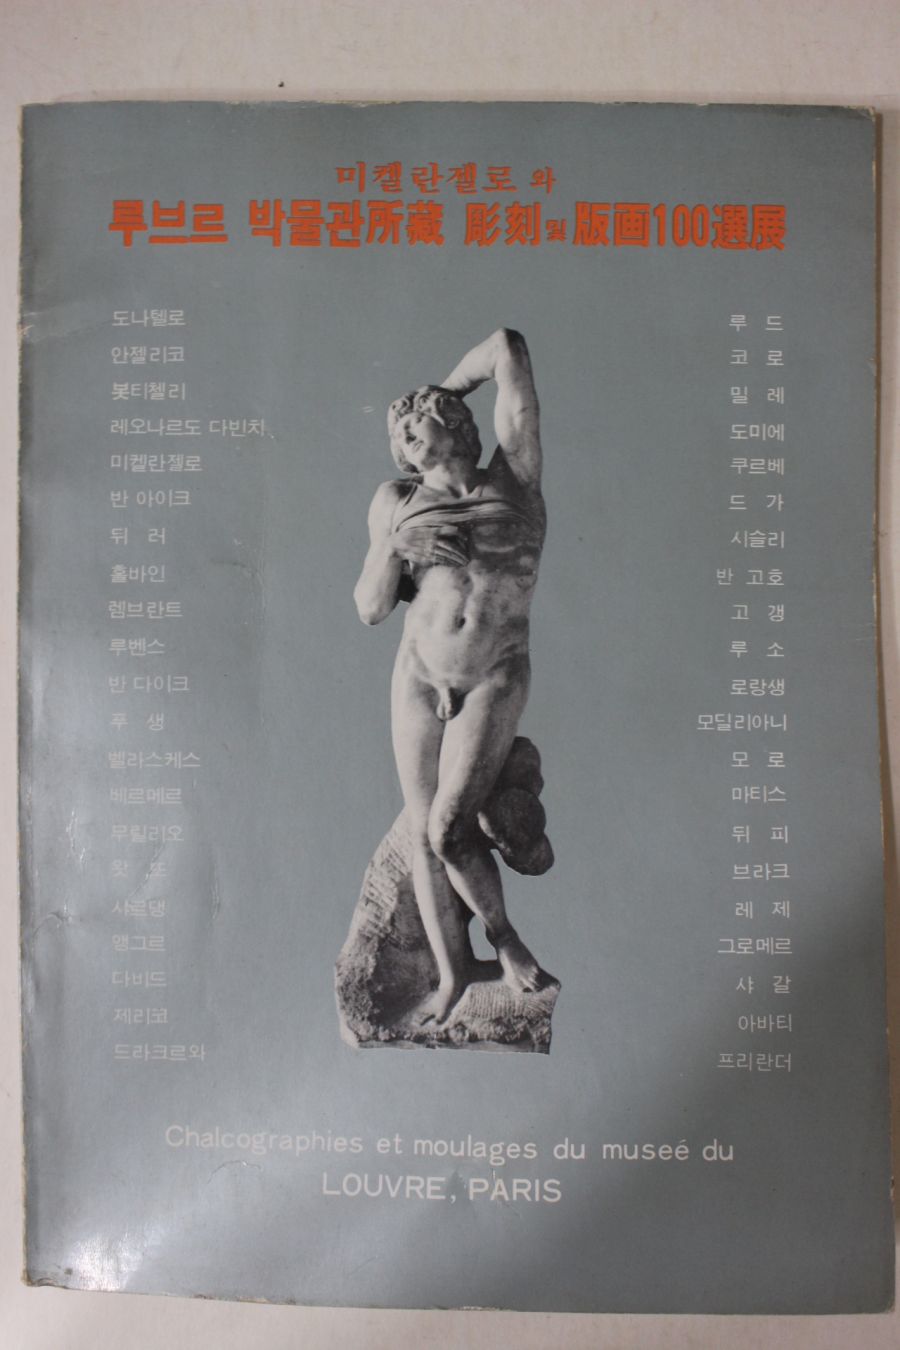 미켈란젤로 와
루브르 박물관所藏 彫刻 및 版画100選展
도나텔로
안젤리코
봇티첼리
레오나르도 다빈치
미켈란젤로
반 아이크
뒤 러
홀바인
렘브란트
루벤스
반 다이크
푸 생
벨라스케스
베르메르
무릴리오
왓 또
샤르댕
앵그르
다비드
제리코
드라크르와
루 드
코 로
밀 레
도미에
쿠르베
드 가
시슬리
반 고호
고 갱
루 소
로랑생
모딜리아니
모 로
마티스
뒤 피
브라크
레 제
그로메르
샤 갈
아바티
프리란더
Chalcographies et moulages du museé du
LOUVRE, PARIS